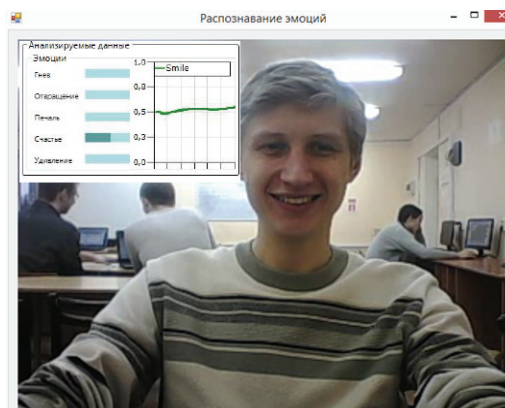 Распознавание эмоций
Анализируемые данные
Эмоции
Гнев
Отвращение
Печаль
Счастье
Удивление
1,0
0,8
0,5
0,3
0,0
Smile